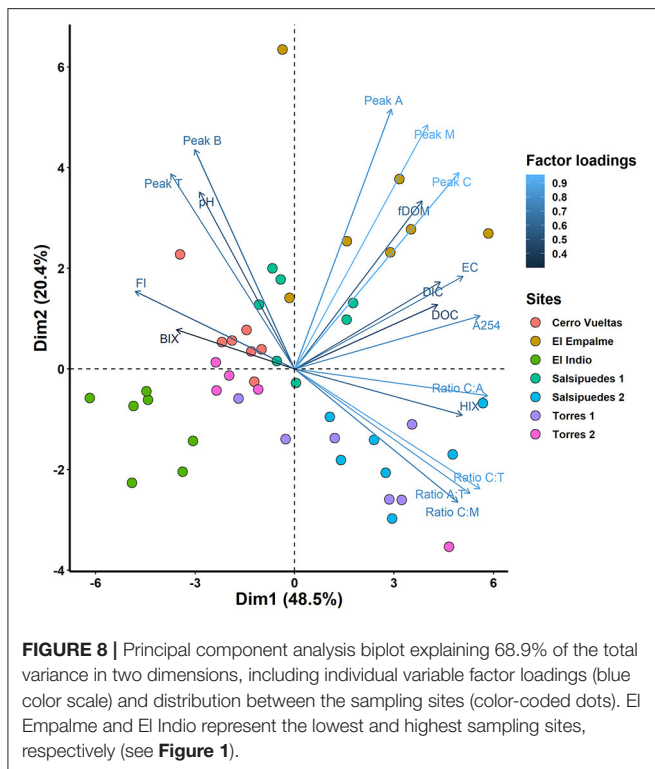 Peak A
Peak M
Peak B
Peak T
Peak C
pH
fDOM
EC
FI
DIC
DOC
A254
BIX
Ratio C:A
HIX
Ratio C:T
Ratio A:T
Ratio C:M
6
4
2
0
-2
-4
-6
-3
0
3
6
Dim2 (20.4%)
Dim1 (48.5%)
Factor loadings
0.9
0.8
0.7
0.6
0.5
0.4
Sites
Cerro Vueltas
El Empalme
El Indio
Salsipuedes 1
Salsipuedes 2
Torres 1
Torres 2
FIGURE 8 | Principal component analysis biplot explaining 68.9% of the total
variance in two dimensions, including individual variable factor loadings (blue
color scale) and distribution between the sampling sites (color-coded dots). El
Empalme and El Indio represent the lowest and highest sampling sites,
respectively (see Figure 1).